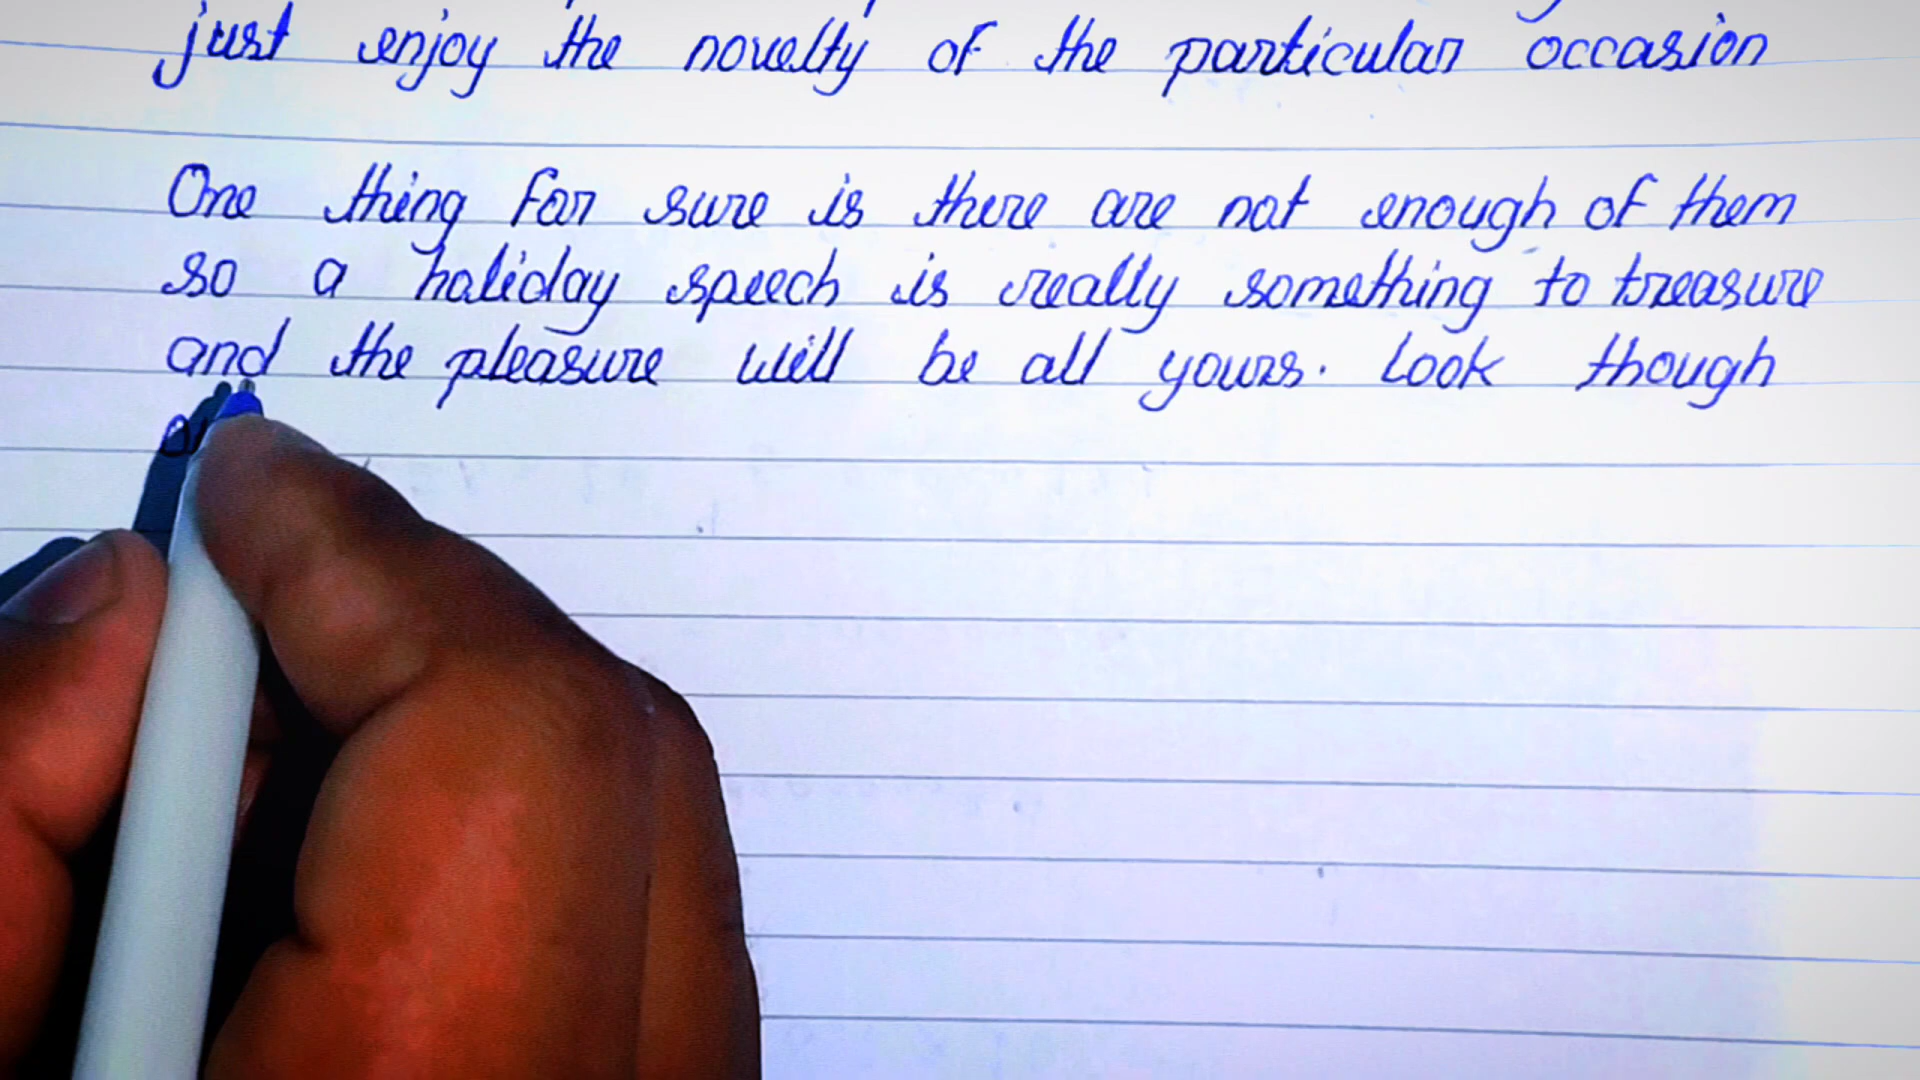 just enjoy the novelty of the particular occasion
One thing for sure is there are not enough of them
so a holiday speech is really something to treasure
and the pleasure will be all yours. Look though